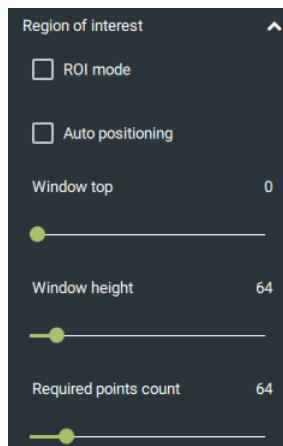 Region of interest
ROI mode
Auto positioning
Window top 0
Window height 64
Required points count 64